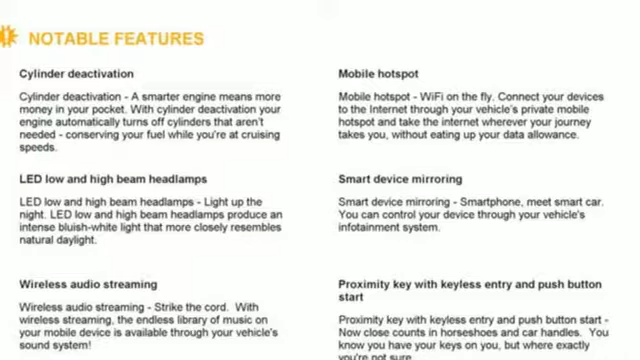 NOTABLE FEATURES
Cylinder deactivation
Cylinder deactivation - A smarter engine means more
money in your pocket. With cylinder deactivation your
engine automatically turns off cylinders that aren't
needed - conserving your fuel while you're at cruising
speeds.
LED low and high beam headlamps
LED low and high beam headlamps - Light up the
night. LED low and high beam headlamps produce an
intense bluish-white light that more closely resembles
natural daylight.
Wireless audio streaming
Wireless audio streaming - Strike the cord. With
wireless streaming, the endless library of music on
your mobile device is available through your vehicle's
sound system!
Mobile hotspot
Mobile hotspot - WiFi on the fly. Connect your devices
to the Internet through your vehicle's private mobile
hotspot and take the internet wherever your journey
takes you, without eating up your data allowance.
Smart device mirroring
Smart device mirroring - Smartphone, meet smart car.
You can control your device through your vehicle's
infotainment system.
Proximity key with keyless entry and push button
start
Proximity key with keyless entry and push button start -
Now close counts in horseshoes and car handles. You
know you have your keys on you, but where exactly
you're not sure